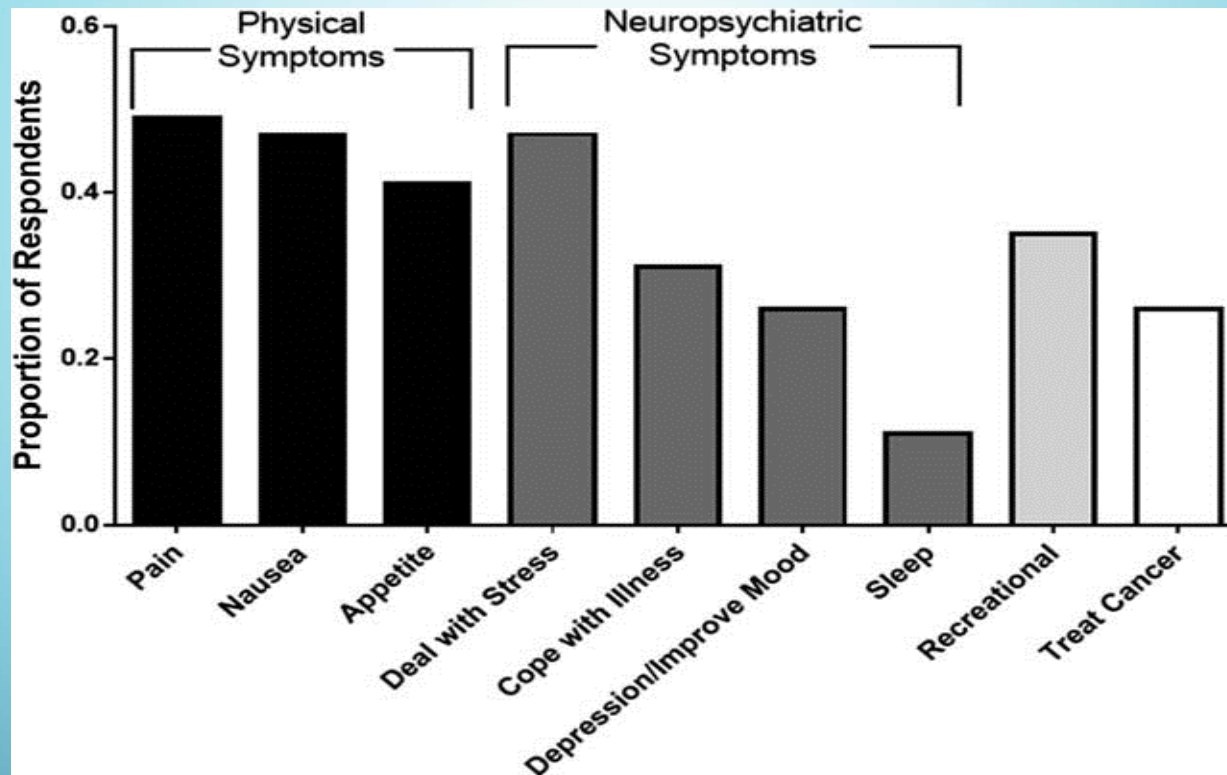 Physical
Symptoms
Neuropsychiatric
Symptoms
Proportion of Respondents
0.6
0.4
0.2
0.0
Pain
Nausea
Appetite
Deal with Stress
Cope with Illness
Depression/Improve Mood
Sleep
Recreational
Treat Cancer